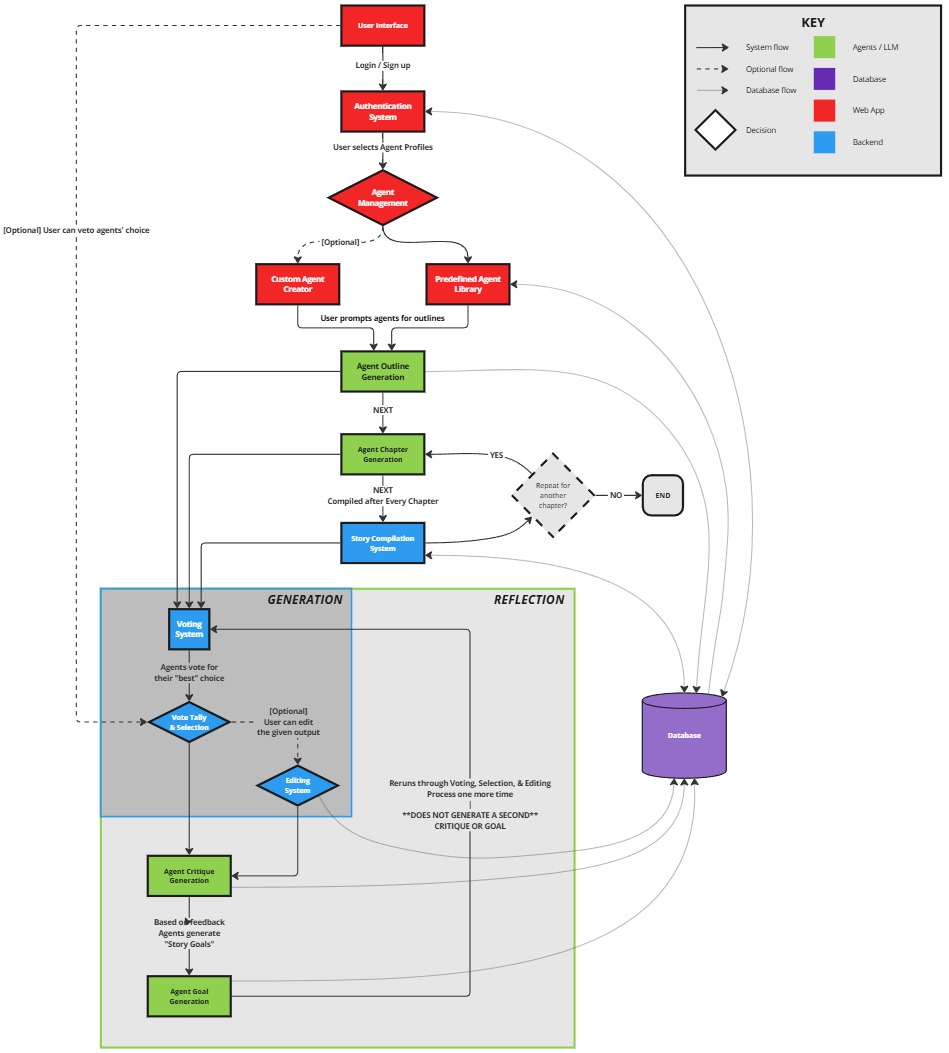 User Interface
KEY
System flow
Agents / LLM
Optional flow
Database
Database flow
Web App
Decision
Backend
Login / Sign up
Authentication
System
User selects Agent Profiles
Agent
Management
[Optional] User can veto agents' choice
[Optional]
Custom Agent
Creator
Predefined Agent
Library
User prompts agents for outlines
Agent Outline
Generation
NEXT
Agent Chapter
Generation
YES
Repeat for
another
chapter?
NO
END
NEXT
Compiled after Every Chapter
Story Compilation
System
GENERATION
REFLECTION
Voting
System
Agents vote for
their "best" choice
Vote Tally
& Selection
[Optional]
User can edit
the given output
Database
Editing
System
Reruns through Voting, Selection, & Editing
Process one more time
**DOES NOT GENERATE A SECOND**
CRITIQUE OR GOAL
Agent Critique
Generation
Based on feedback
Agents generate
"Story Goals"
Agent Goal
Generation